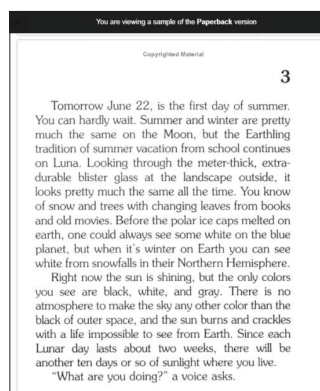 You are viewing a sample of the Paperback version
Copyrighted Material
3
Tomorrow June 22, is the first day of summer.
You can hardly wait. Summer and winter are pretty
much the same on the Moon, but the Earthling
tradition of summer vacation from school continues
on Luna. Looking through the meter-thick, extra-
durable blister glass at the landscape outside, it
looks pretty much the same all the time. You know
of snow and trees with changing leaves from books
and old movies. Before the polar ice caps melted on
earth, one could always see some white on the blue
planet, but when it's winter on Earth you can see
white from snowfalls in their Northern Hemisphere.
Right now the sun is shining, but the only colors
you see are black, white, and gray. There is no
atmosphere to make the sky any other color than the
black of outer space, and the sun burns and crackles
with a life impossible to see from Earth. Since each
Lunar day lasts about two weeks, there will be
another ten days or so of sunlight where you live.
"What are you doing?" a voice asks.